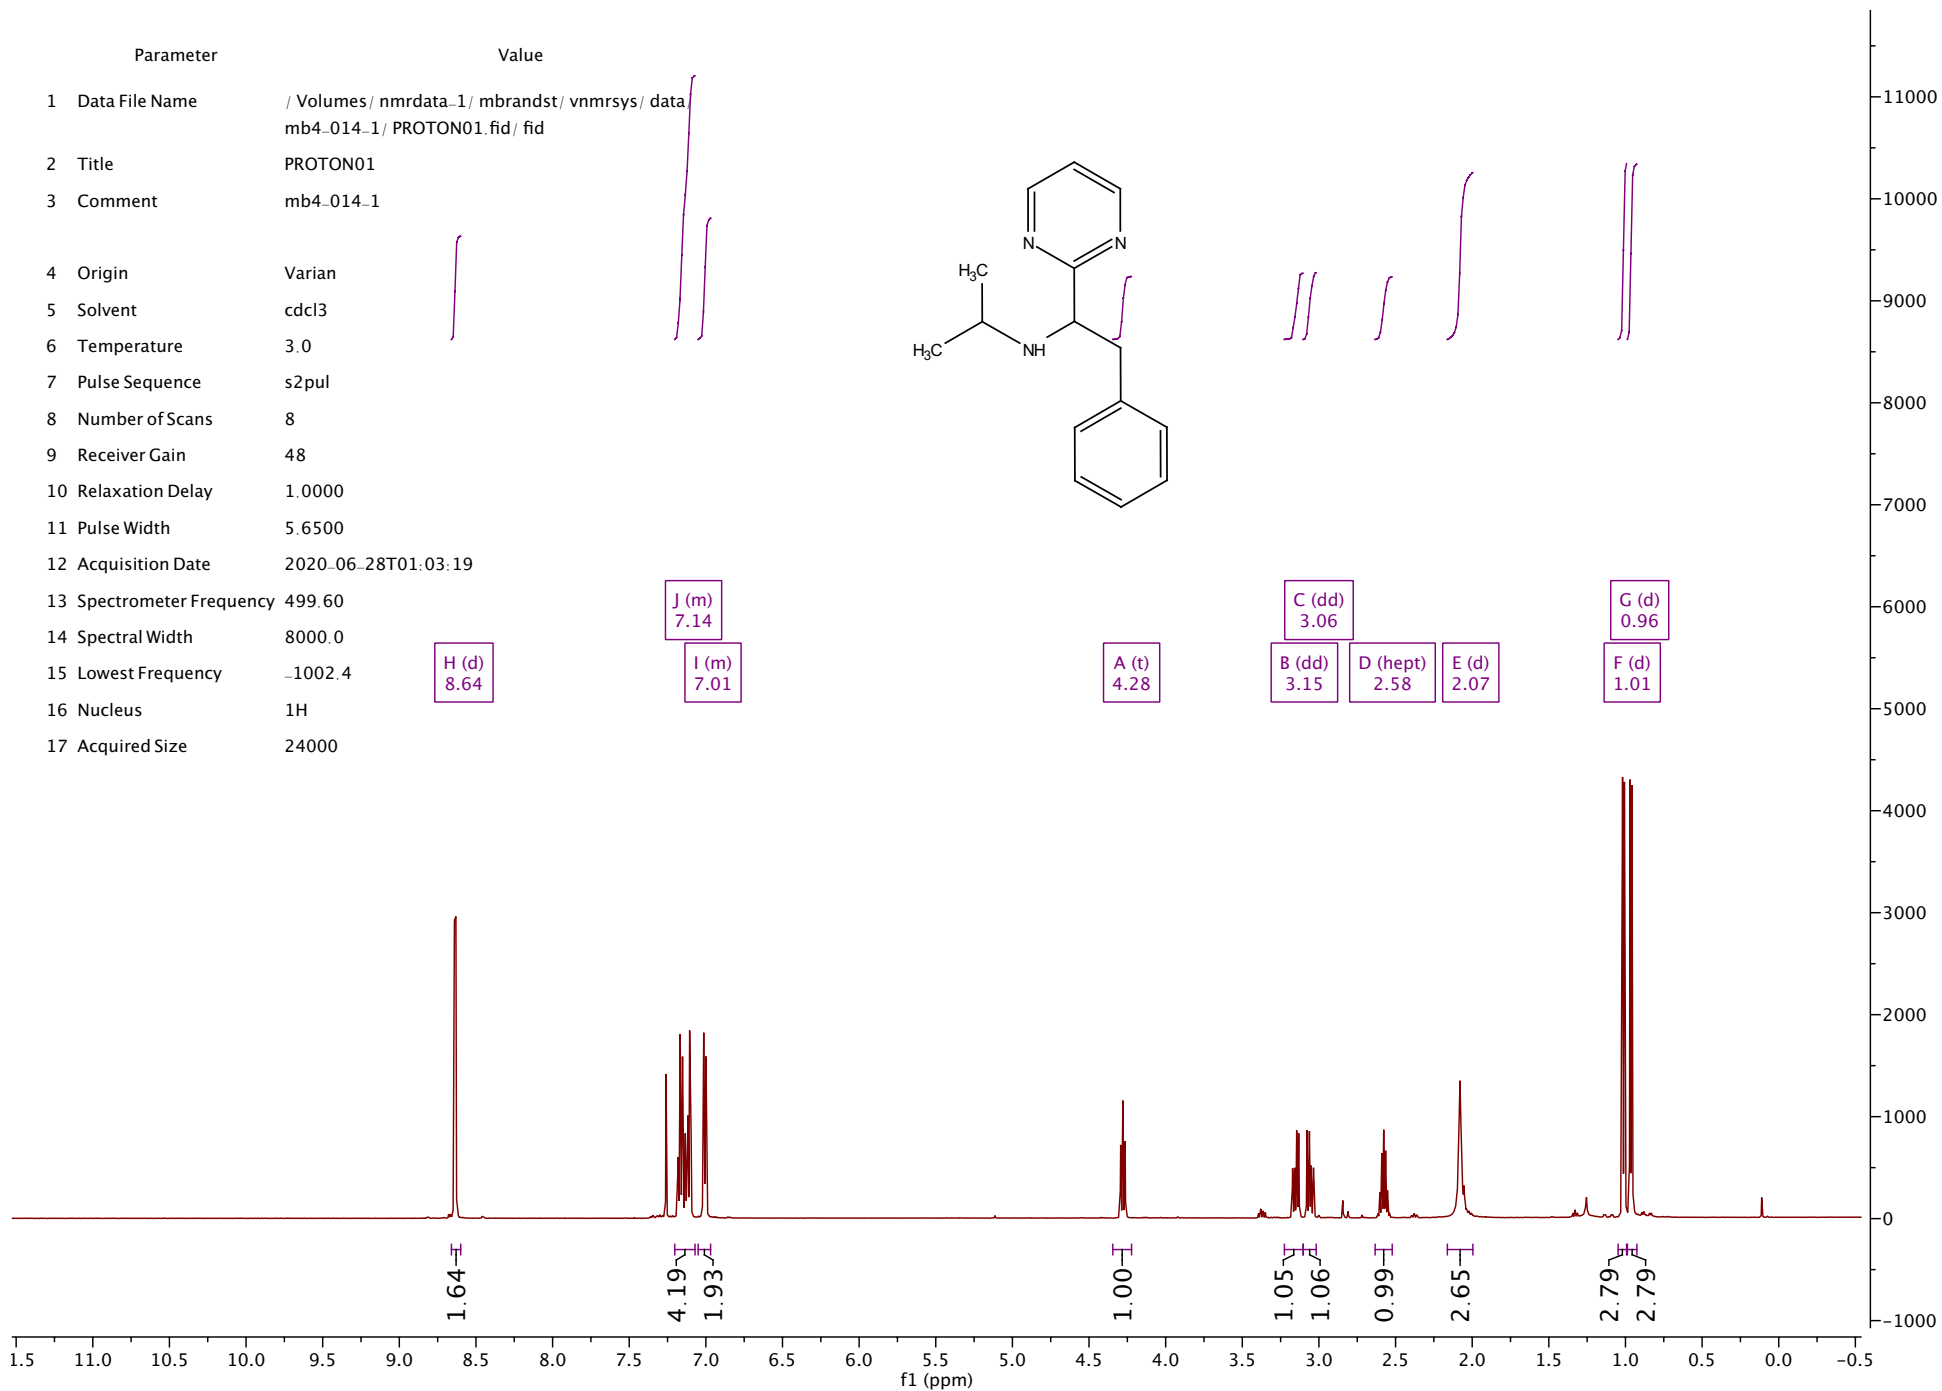 Parameter Value
1 Data File Name / Volumes/ nmrdata_1/ mbrandst/ vnmrsys/ data/
mb4_014_1/ PROTON01.fid/ fid
2 Title PROTON01
3 Comment mb4_014_1
4 Origin Varian
5 Solvent cdcl3
6 Temperature 3.0
7 Pulse Sequence s2pul
8 Number of Scans 8
9 Receiver Gain 48
10 Relaxation Delay 1.0000
11 Pulse Width 5.6500
12 Acquisition Date 2020_06_28T01:03:19
13 Spectrometer Frequency 499.60
14 Spectral Width 8000.0
15 Lowest Frequency _1002.4
16 Nucleus 1H
17 Acquired Size 24000
N N
H3C
H3C
NH
J (m)
7.14
C (dd)
3.06
G (d)
0.96
H (d)
8.64
I (m)
7.01
A (t)
4.28
B (dd)
3.15
D (hept)
2.58
E (d)
2.07
F (d)
1.01
11000
10000
9000
8000
7000
6000
5000
4000
3000
2000
1000
0
-1000
1.64 4.19 1.93 1.00 1.05 1.06 0.99 2.65 2.79 2.79
1.5 11.0 10.5 10.0 9.5 9.0 8.5 8.0 7.5 7.0 6.5 6.0 5.5 5.0 4.5 4.0 3.5 3.0 2.5 2.0 1.5 1.0 0.5 0.0 -0.5
f1 (ppm)